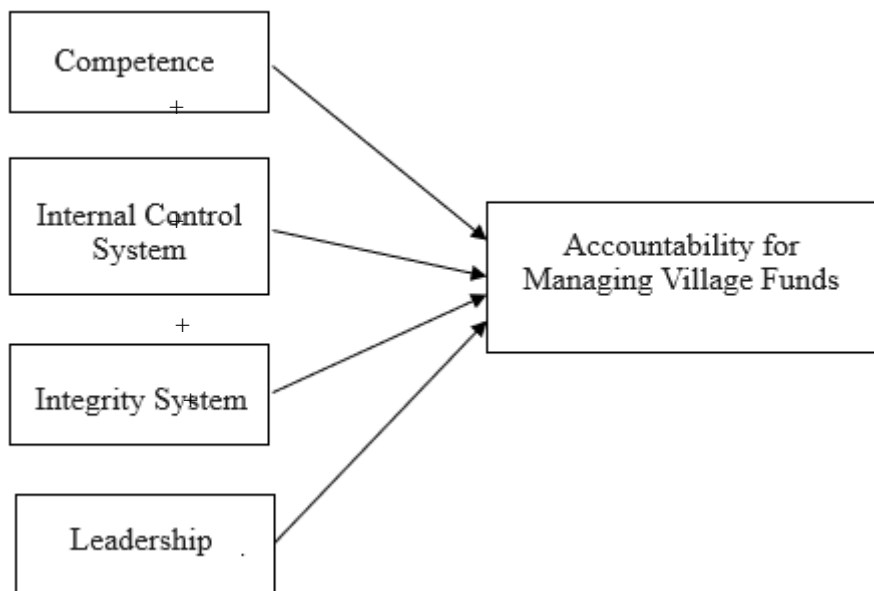 Competence
+
Internal Control
+
System
+
Integrity System
+
Leadership .
Accountability for
Managing Village Funds